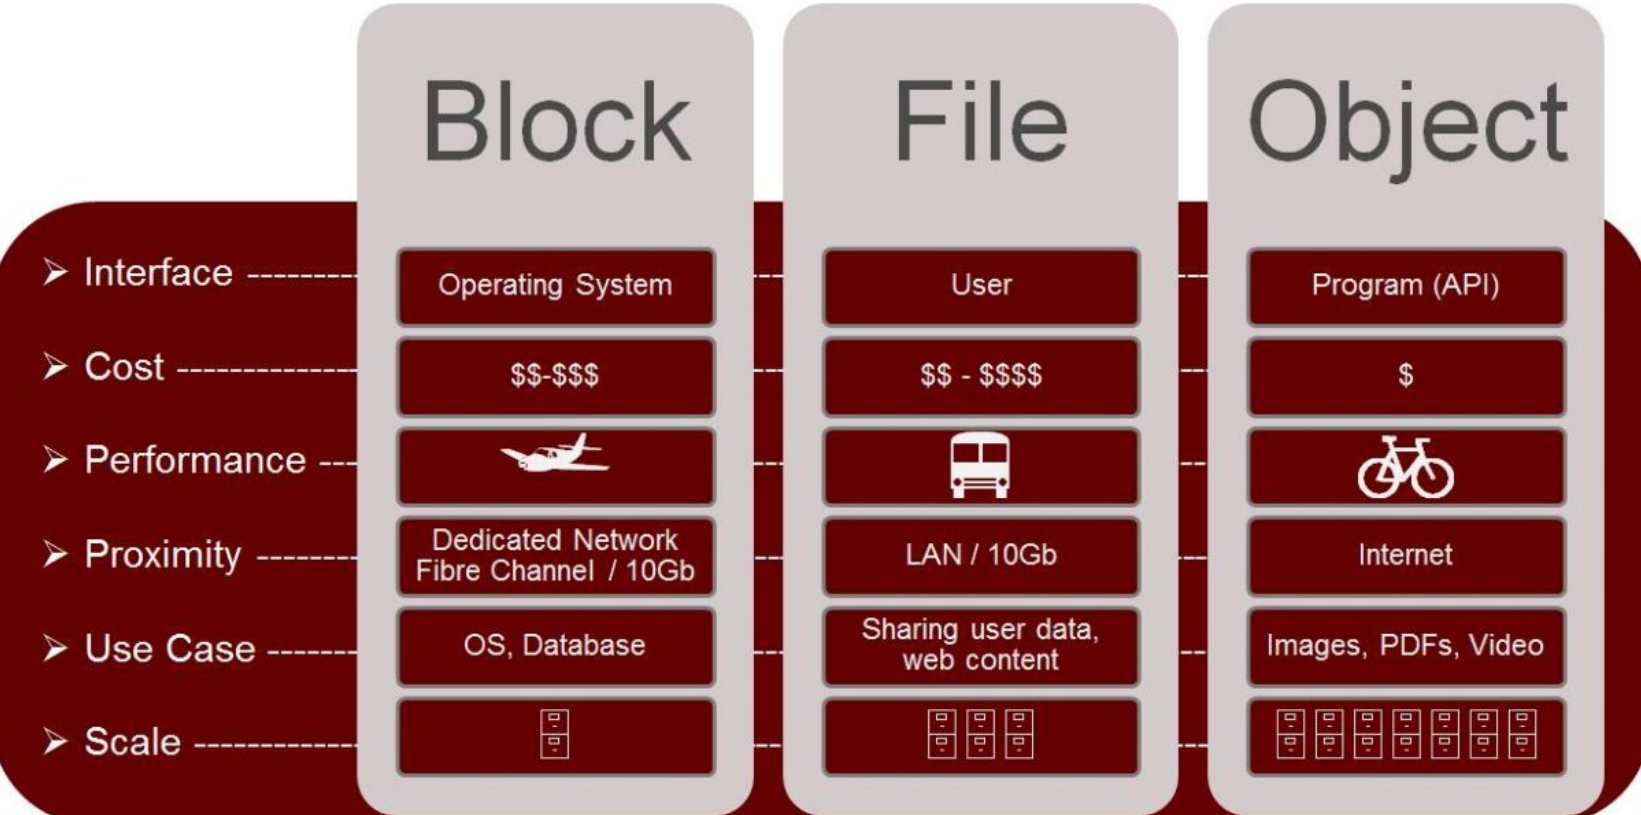 Block File Object
Interface Operating System User Program (API)
Cost $$-$$$ $$ - $$$$ $
Performance
Proximity Dedicated Network
Fibre Channel / 10Gb LAN / 10Gb Internet
Use Case OS, Database Sharing user data,
web content Images, PDFs, Video
Scale